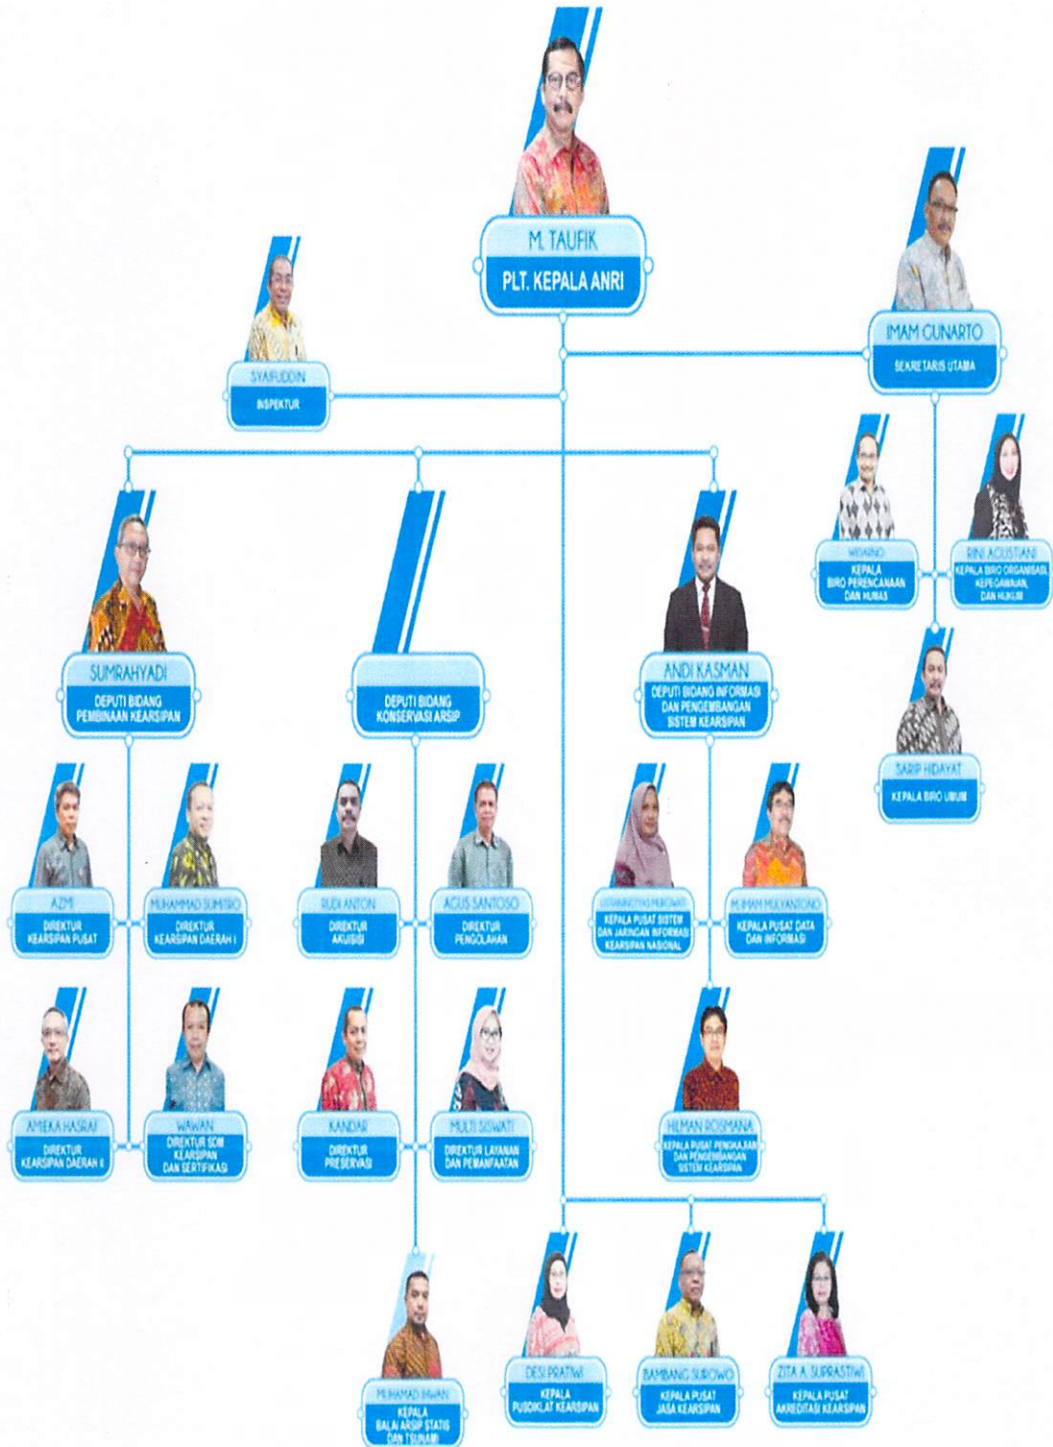 M. TAUFIK
PLT. KEPALA ANRI
IMAM GUNARTO
SEKRETARIS UTAMA
SYAIFUDDIN
INSPEKTUR
WIDARNO
KEPALA
BIRO PERENCANAAN
DAN HUMAS
RINI AGUSTIANI
KEPALA BIRO ORGANISASI,
KEPEGAWAIAN,
DAN HUKUM
SARIP HIDAYAT
KEPALA BIRO UMUM
SUMRAHYADI
DEPUTI BIDANG
PEMBINAAN KEARSIPAN
DEPUTI BIDANG
KONSERVASI ARSIP
ANDI KASMAN
DEPUTI BIDANG INFORMASI
DAN PENGEMBANGAN
SISTEM KEARSIPAN
AZMI
DIREKTUR
KEARSIPAN PUSAT
MUHAMMAD SUMITRO
DIREKTUR
KEARSIPAN DAERAH I
RUDI ANTON
DIREKTUR
AKUISISI
AGUS SANTOSO
DIREKTUR
PENGOLAHAN
KEPALA PUSAT SISTEM
DAN JARINGAN INFORMASI
KEARSIPAN NASIONAL
M. IMAM MULYANTONO
KEPALA PUSAT DATA
DAN INFORMASI
AMIEKA HASRAF
DIREKTUR
KEARSIPAN DAERAH II
WAWAN
DIREKTUR SDM
KEARSIPAN
DAN SERTIFIKASI
KANDAR
DIREKTUR
PRESERVASI
MULTI SISWATI
DIREKTUR LAYANAN
DAN PEMANFAATAN
HILMAN ROSMANA
KEPALA PUSAT PENGKAJIAN
DAN PENGEMBANGAN
SISTEM KEARSIPAN
MUHAMAD IHWAN
KEPALA
BALAI ARSIP STATIS
DAN TSUNAMI
DESI PRATIWI
KEPALA
PUSDIKLAT KEARSIPAN
BAMBANG SUROWO
KEPALA PUSAT
JASA KEARSIPAN
ZITA A. SUPRASTIWI
KEPALA PUSAT
AKREDITASI KEARSIPAN